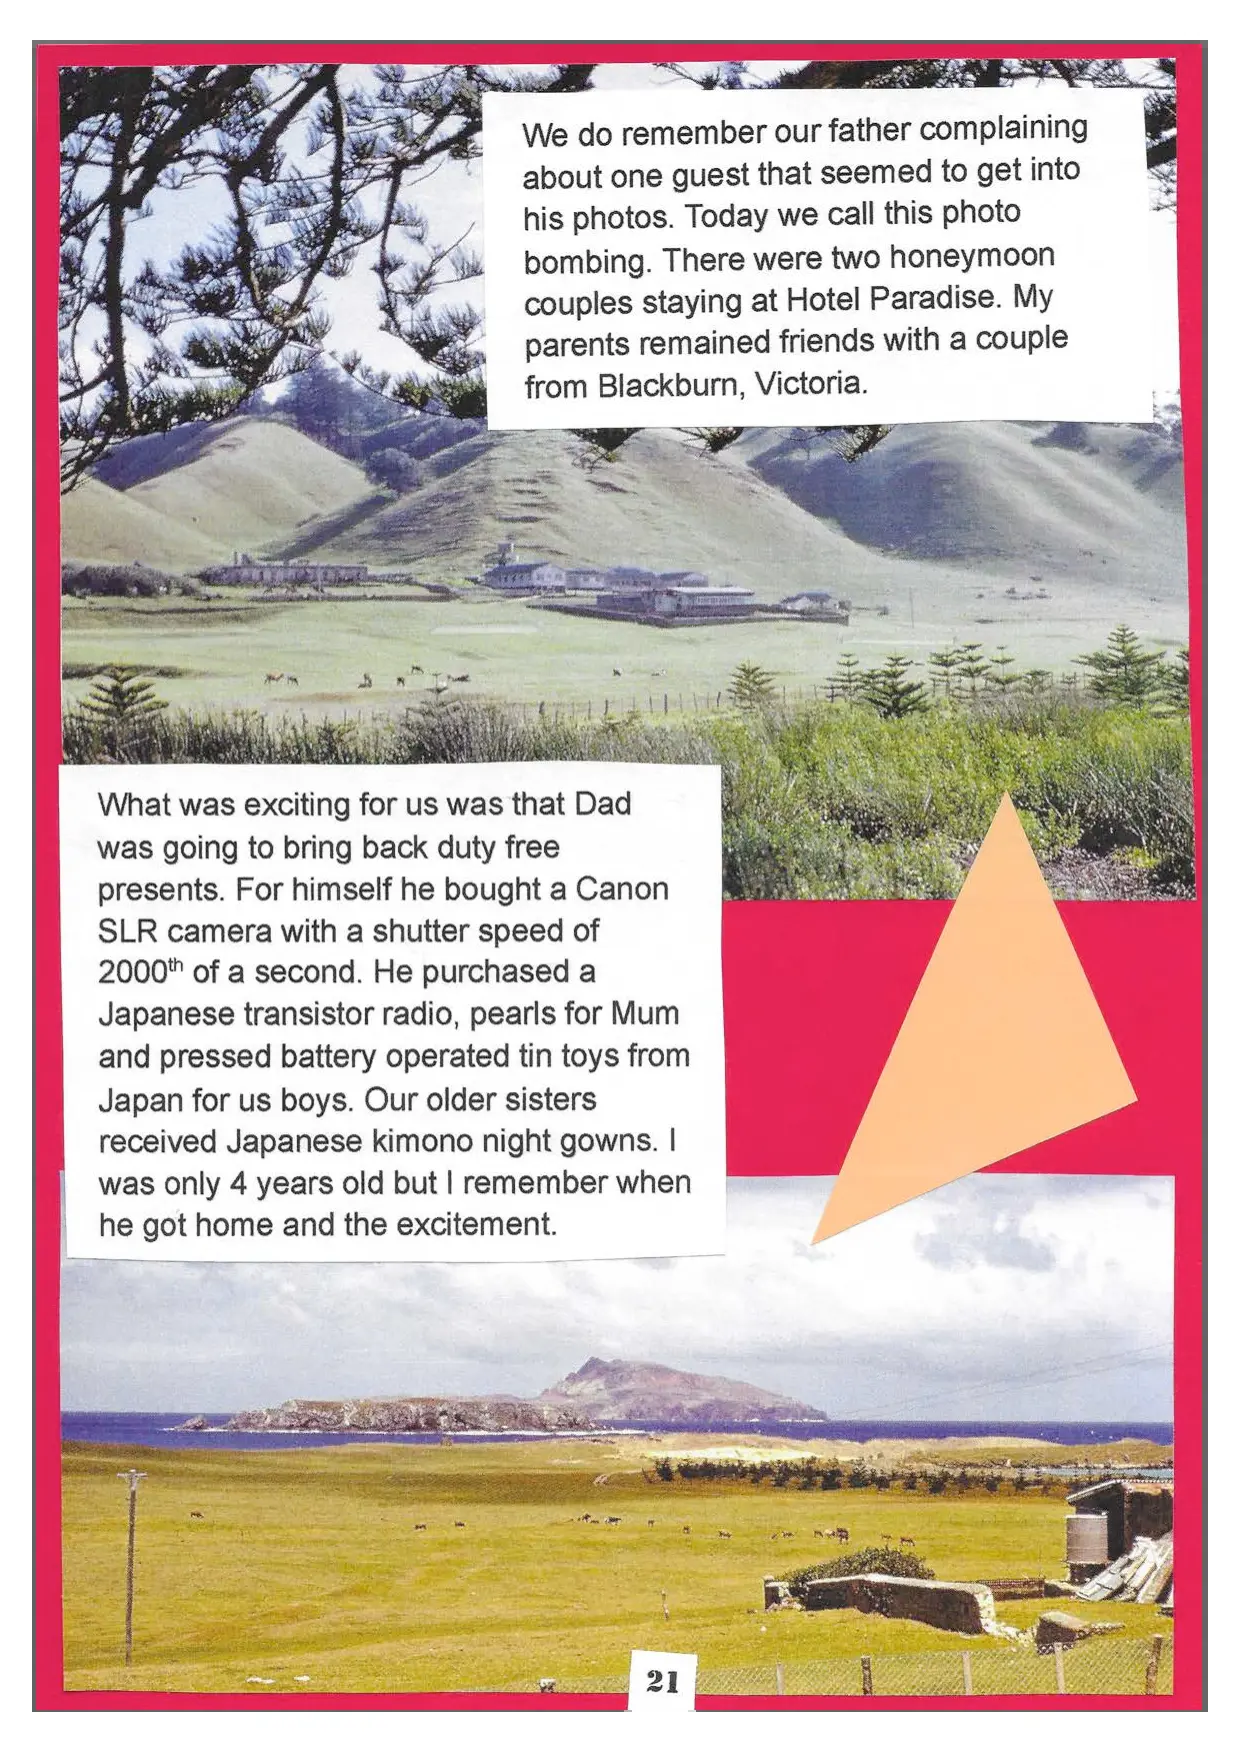 We do remember our father complaining
about one guest that seemed to get into
his photos. Today we call this photo
bombing. There were two honeymoon
couples staying at Hotel Paradise. My
parents remained friends with a couple
from Blackburn, Victoria.
What was exciting for us was that Dad
was going to bring back duty free
presents. For himself he bought a Canon
SLR camera with a shutter speed of
2000th of a second. He purchased a
Japanese transistor radio, pearls for Mum
and pressed battery operated tin toys from
Japan for us boys. Our older sisters
received Japanese kimono night gowns. I
was only 4 years old but I remember when
he got home and the excitement.
21